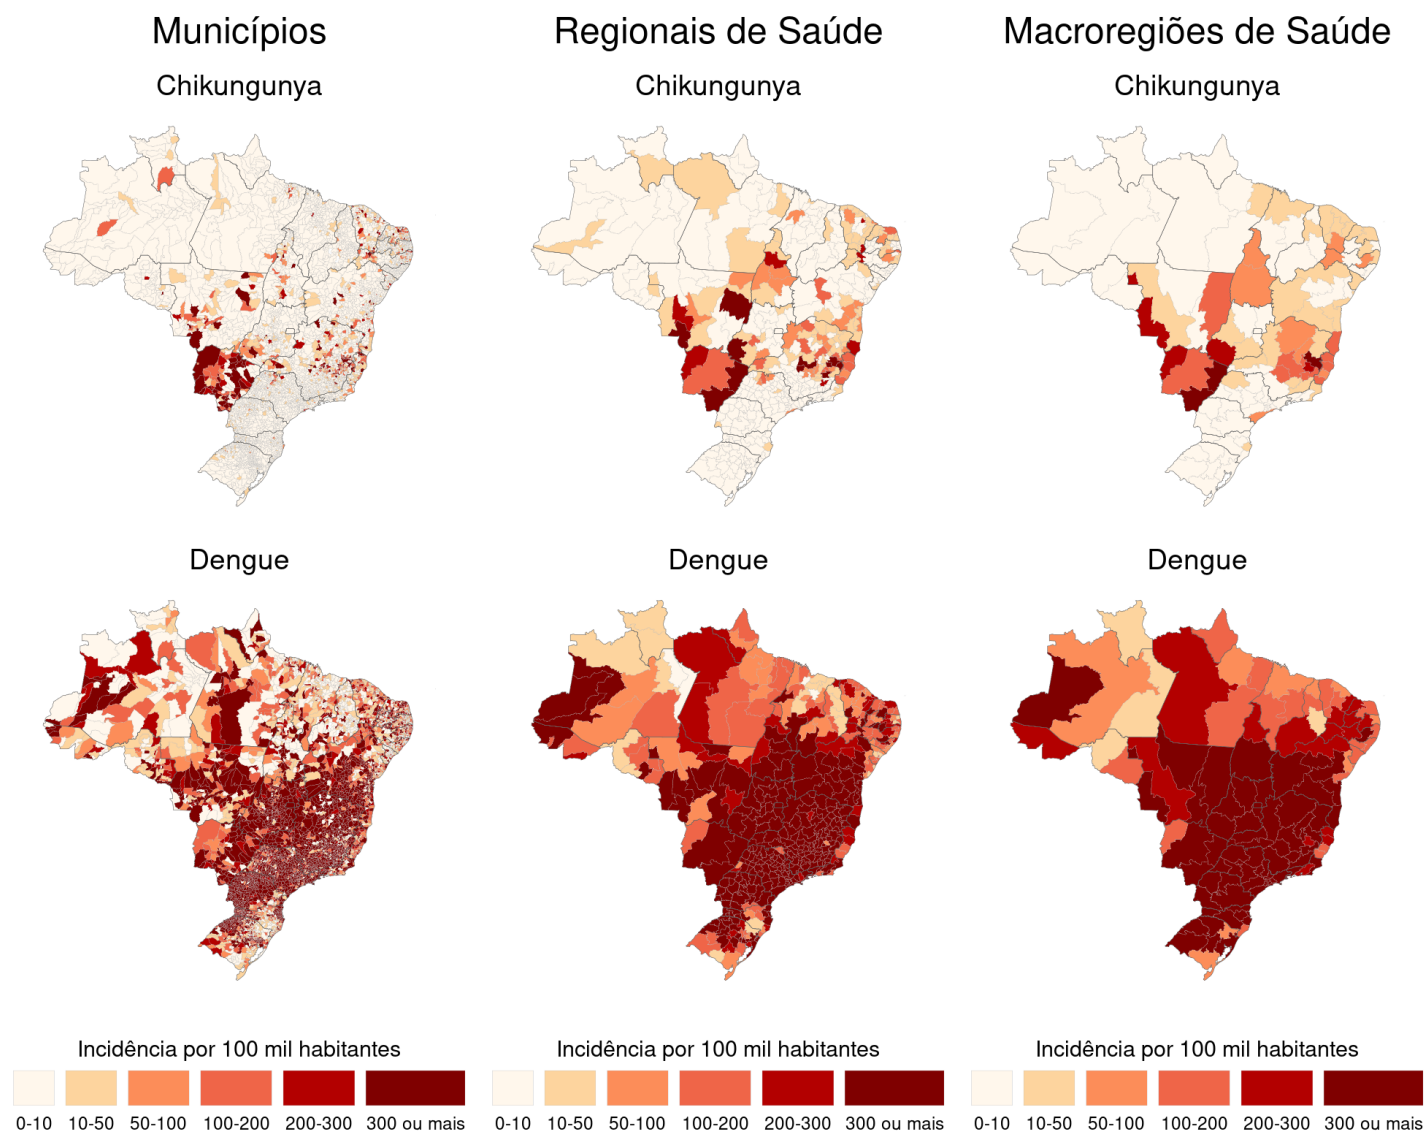 Municípios
Regionais de Saúde
Macroregiões de Saúde
Chikungunya
Chikungunya
Chikungunya
Dengue
Dengue
Dengue
Incidência por 100 mil habitantes
Incidência por 100 mil habitantes
Incidência por 100 mil habitantes
0-10 10-50 50-100 100-200 200-300 300 ou mais
0-10 10-50 50-100 100-200 200-300 300 ou mais
0-10 10-50 50-100 100-200 200-300 300 ou mais